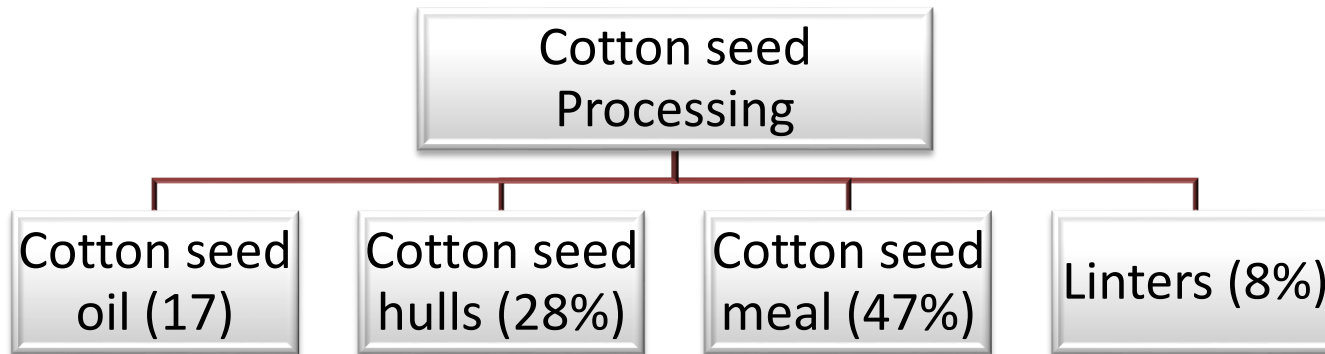 Cotton seed
Processing
Cotton seed
oil (17)
Cotton seed
hulls (28%)
Cotton seed
meal (47%)
Linters (8%)